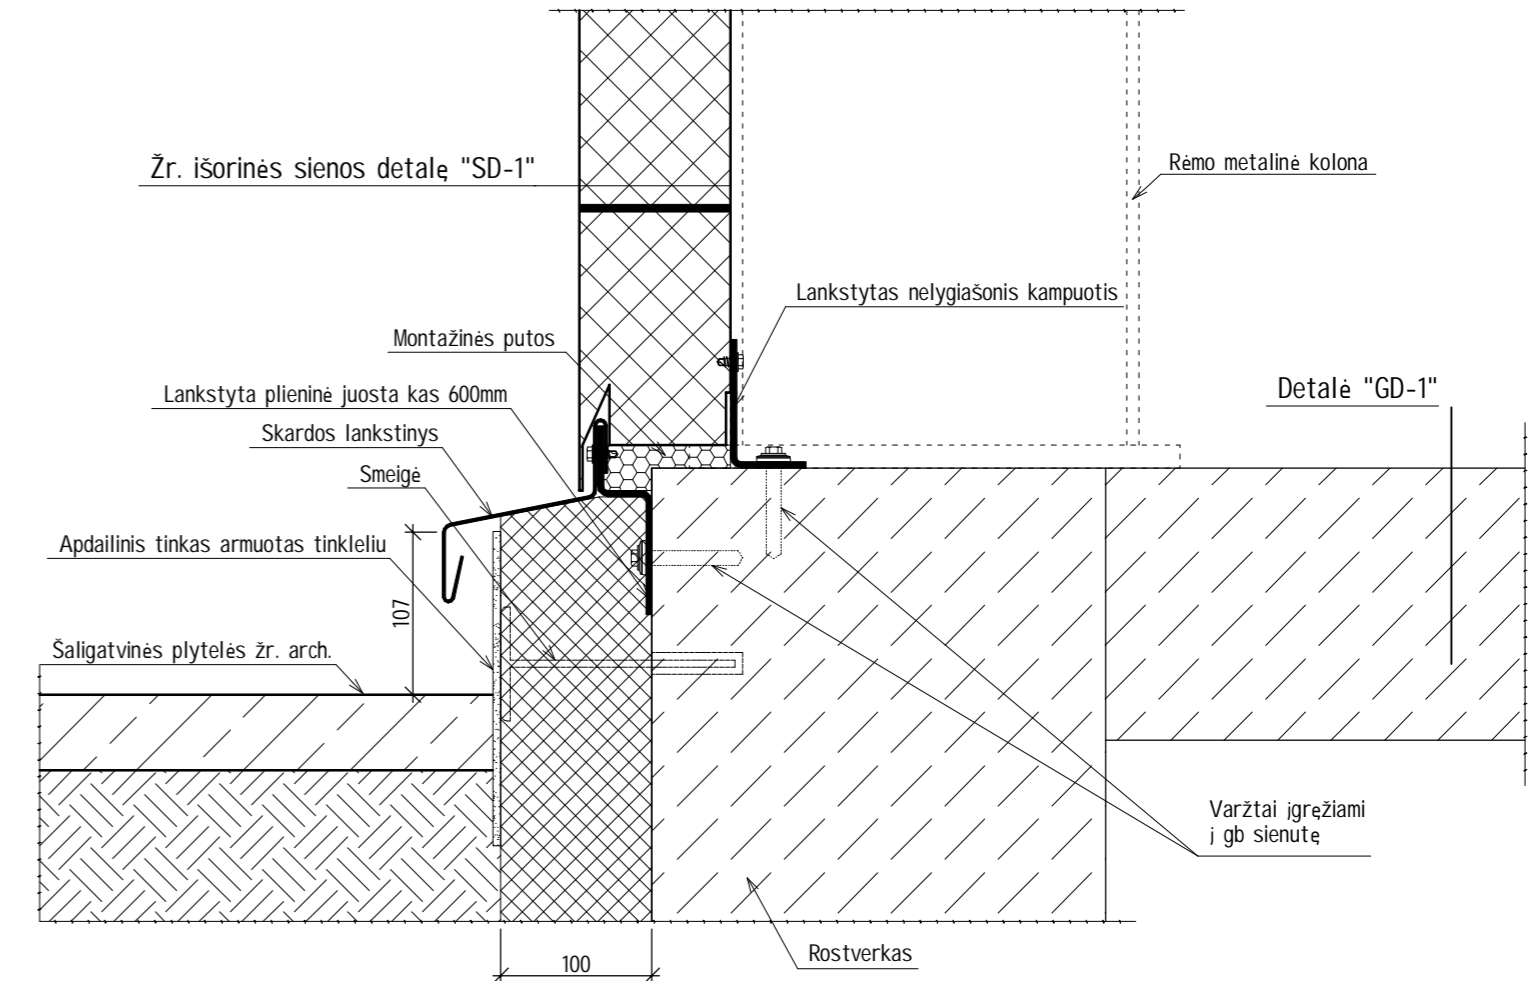 Žr. išorinės sienos detalę "SD-1"
Rėmo metalinė kolona
Lankstytas nelygiašonis kampuotis
Montažinės putos
Detalė "GD-1"
Lankstyta plieninė juosta kas 600mm
Skardos lankstinys
Smeigė
Apdailinis tinkas armuotas tinkleliu
107
Šaligatvinės plytelės žr. arch.
Varžtai įgręžiami
į gb sienutę
Rostverkas
100